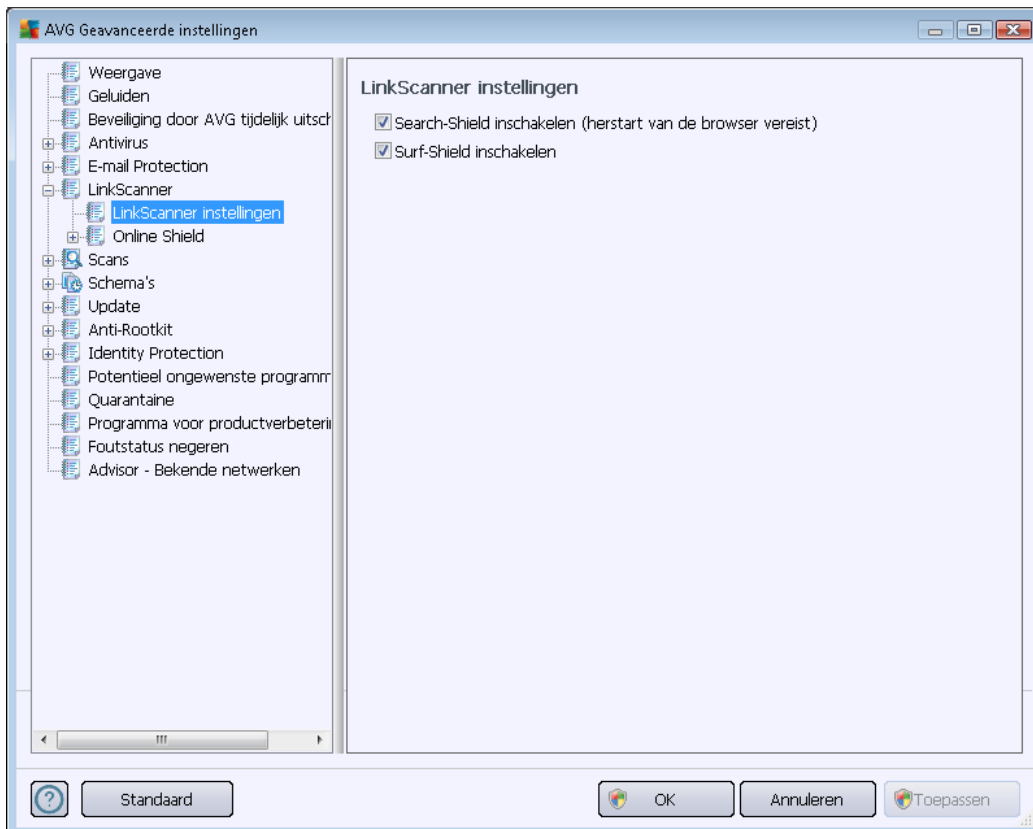 AVG Geavanceerde instellingen
Weergave
Geluiden
Beveiliging door AVG tijdelijk uitsch
Antivirus
E-mail Protection
LinkScanner
LinkScanner instellingen
Online Shield
Scans
Schema's
Update
Anti-Rootkit
Identity Protection
Potentieel ongewenste programm
Quarantaine
Programma voor productverbeteri
Foutstatus negeren
Advisor - Bekende netwerken
LinkScanner instellingen
Search-Shield inschakelen (herstart van de browser vereist)
Surf-Shield inschakelen
Standaard
OK
Annuleren
Toepassen